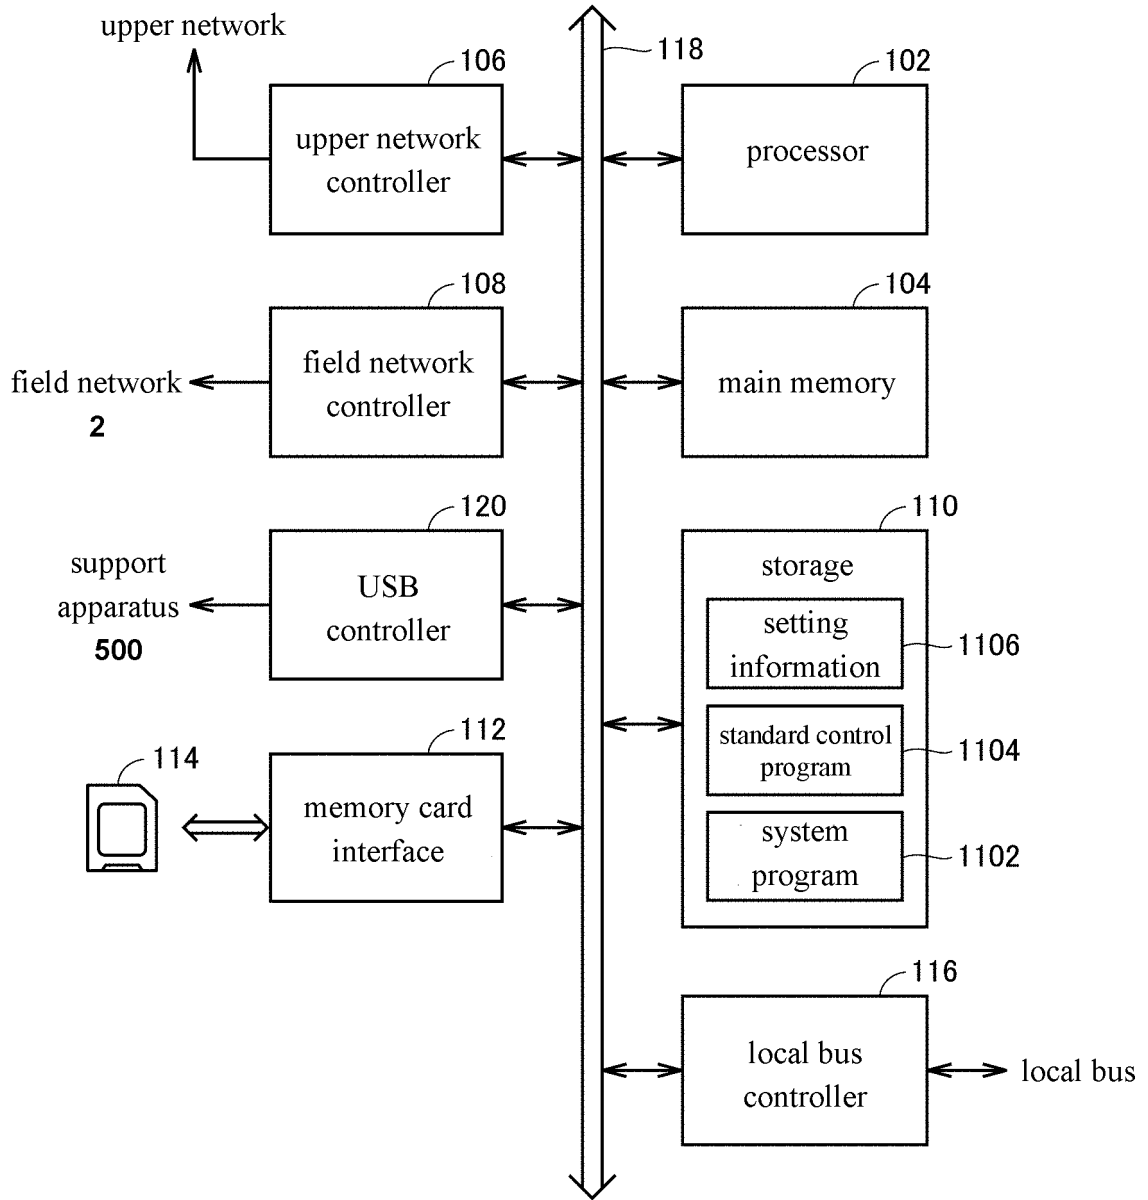 upper network
106
upper network
controller
118
102
processor
108
field network
controller
field network
2
104
main memory
120
USB
controller
support
apparatus
500
110
storage
setting
information
1106
standard control
program
1104
system
program
1102
112
memory card
interface
114
116
local bus
controller
local bus